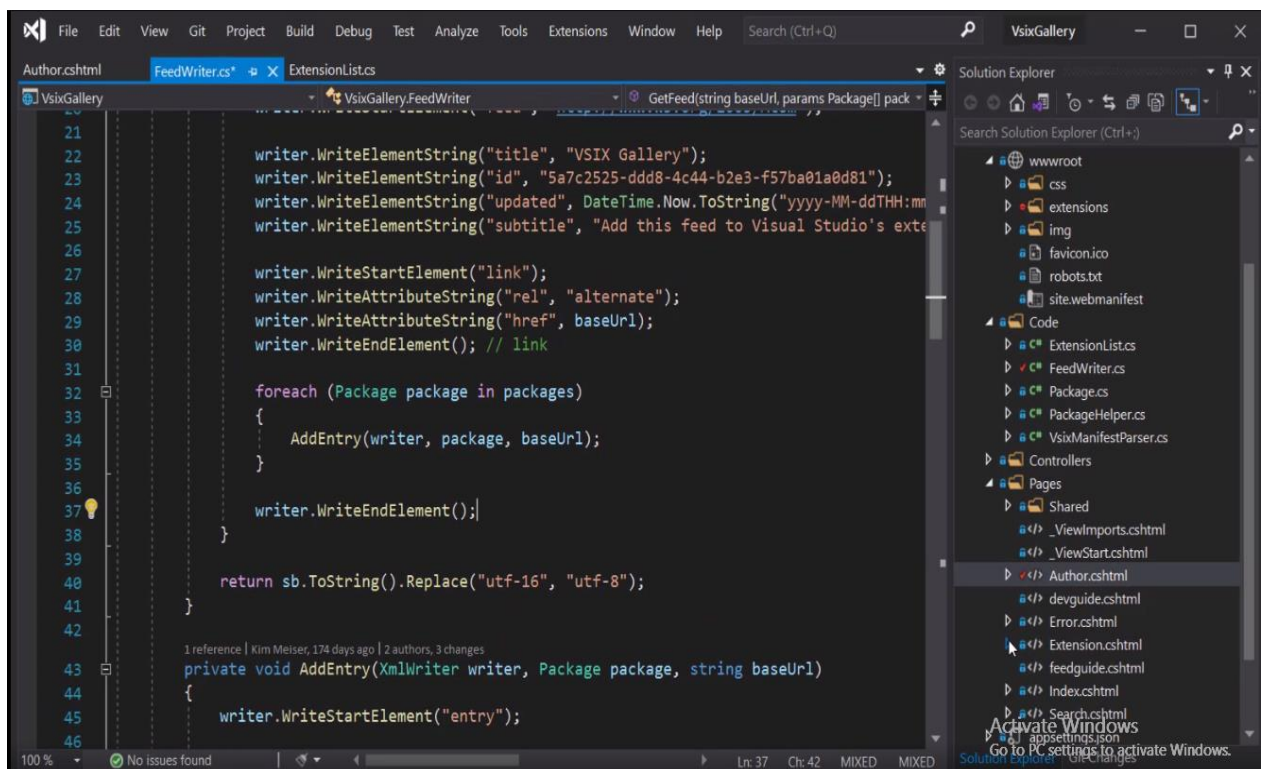 File Edit View Git Project Build Debug Test Analyze Tools Extensions Window Help Search (Ctrl+Q) VsixGallery
Author.cshtml FeedWriter.cs* ExtensionList.cs
VsixGallery VsixGallery.FeedWriter GetFeed(string baseUrl, params Package[] pack
21
22 writer.WriteElementString("title", "VSIX Gallery");
23 writer.WriteElementString("id", "5a7c2525-ddd8-4c44-b2e3-f57ba01a0d81");
24 writer.WriteElementString("updated", DateTime.Now.ToString("yyyy-MM-ddTHH:mm
25 writer.WriteElementString("subtitle", "Add this feed to Visual Studio's exte
26
27 writer.WriteStartElement("link");
28 writer.WriteAttributeString("rel", "alternate");
29 writer.WriteAttributeString("href", baseUrl);
30 writer.WriteEndElement(); // link
31
32 foreach (Package package in packages)
33 {
34 AddEntry(writer, package, baseUrl);
35 }
36
37 writer.WriteEndElement();
38 }
39
40 return sb.ToString().Replace("utf-16", "utf-8");
41 }
42
1 reference | Kim Meiser, 174 days ago | 2 authors, 3 changes
43 private void AddEntry(XmlWriter writer, Package package, string baseUrl)
44 {
45 writer.WriteStartElement("entry");
46
100 % No issues found Ln: 37 Ch: 42 MIXED MIXED
Solution Explorer
Search Solution Explorer (Ctrl+;)
wwwroot
css
extensions
img
favicon.ico
robots.txt
site.webmanifest
Code
C# ExtensionList.cs
C# FeedWriter.cs
C# Package.cs
C# PackageHelper.cs
C# VsixManifestParser.cs
Controllers
Pages
Shared
_ViewImports.cshtml
_ViewStart.cshtml
Author.cshtml
devguide.cshtml
Error.cshtml
Extension.cshtml
feedguide.cshtml
Index.cshtml
Search.cshtml
appsettings.json
Solution Explorer Git Changes
Activate Windows
Go to PC settings to activate Windows.